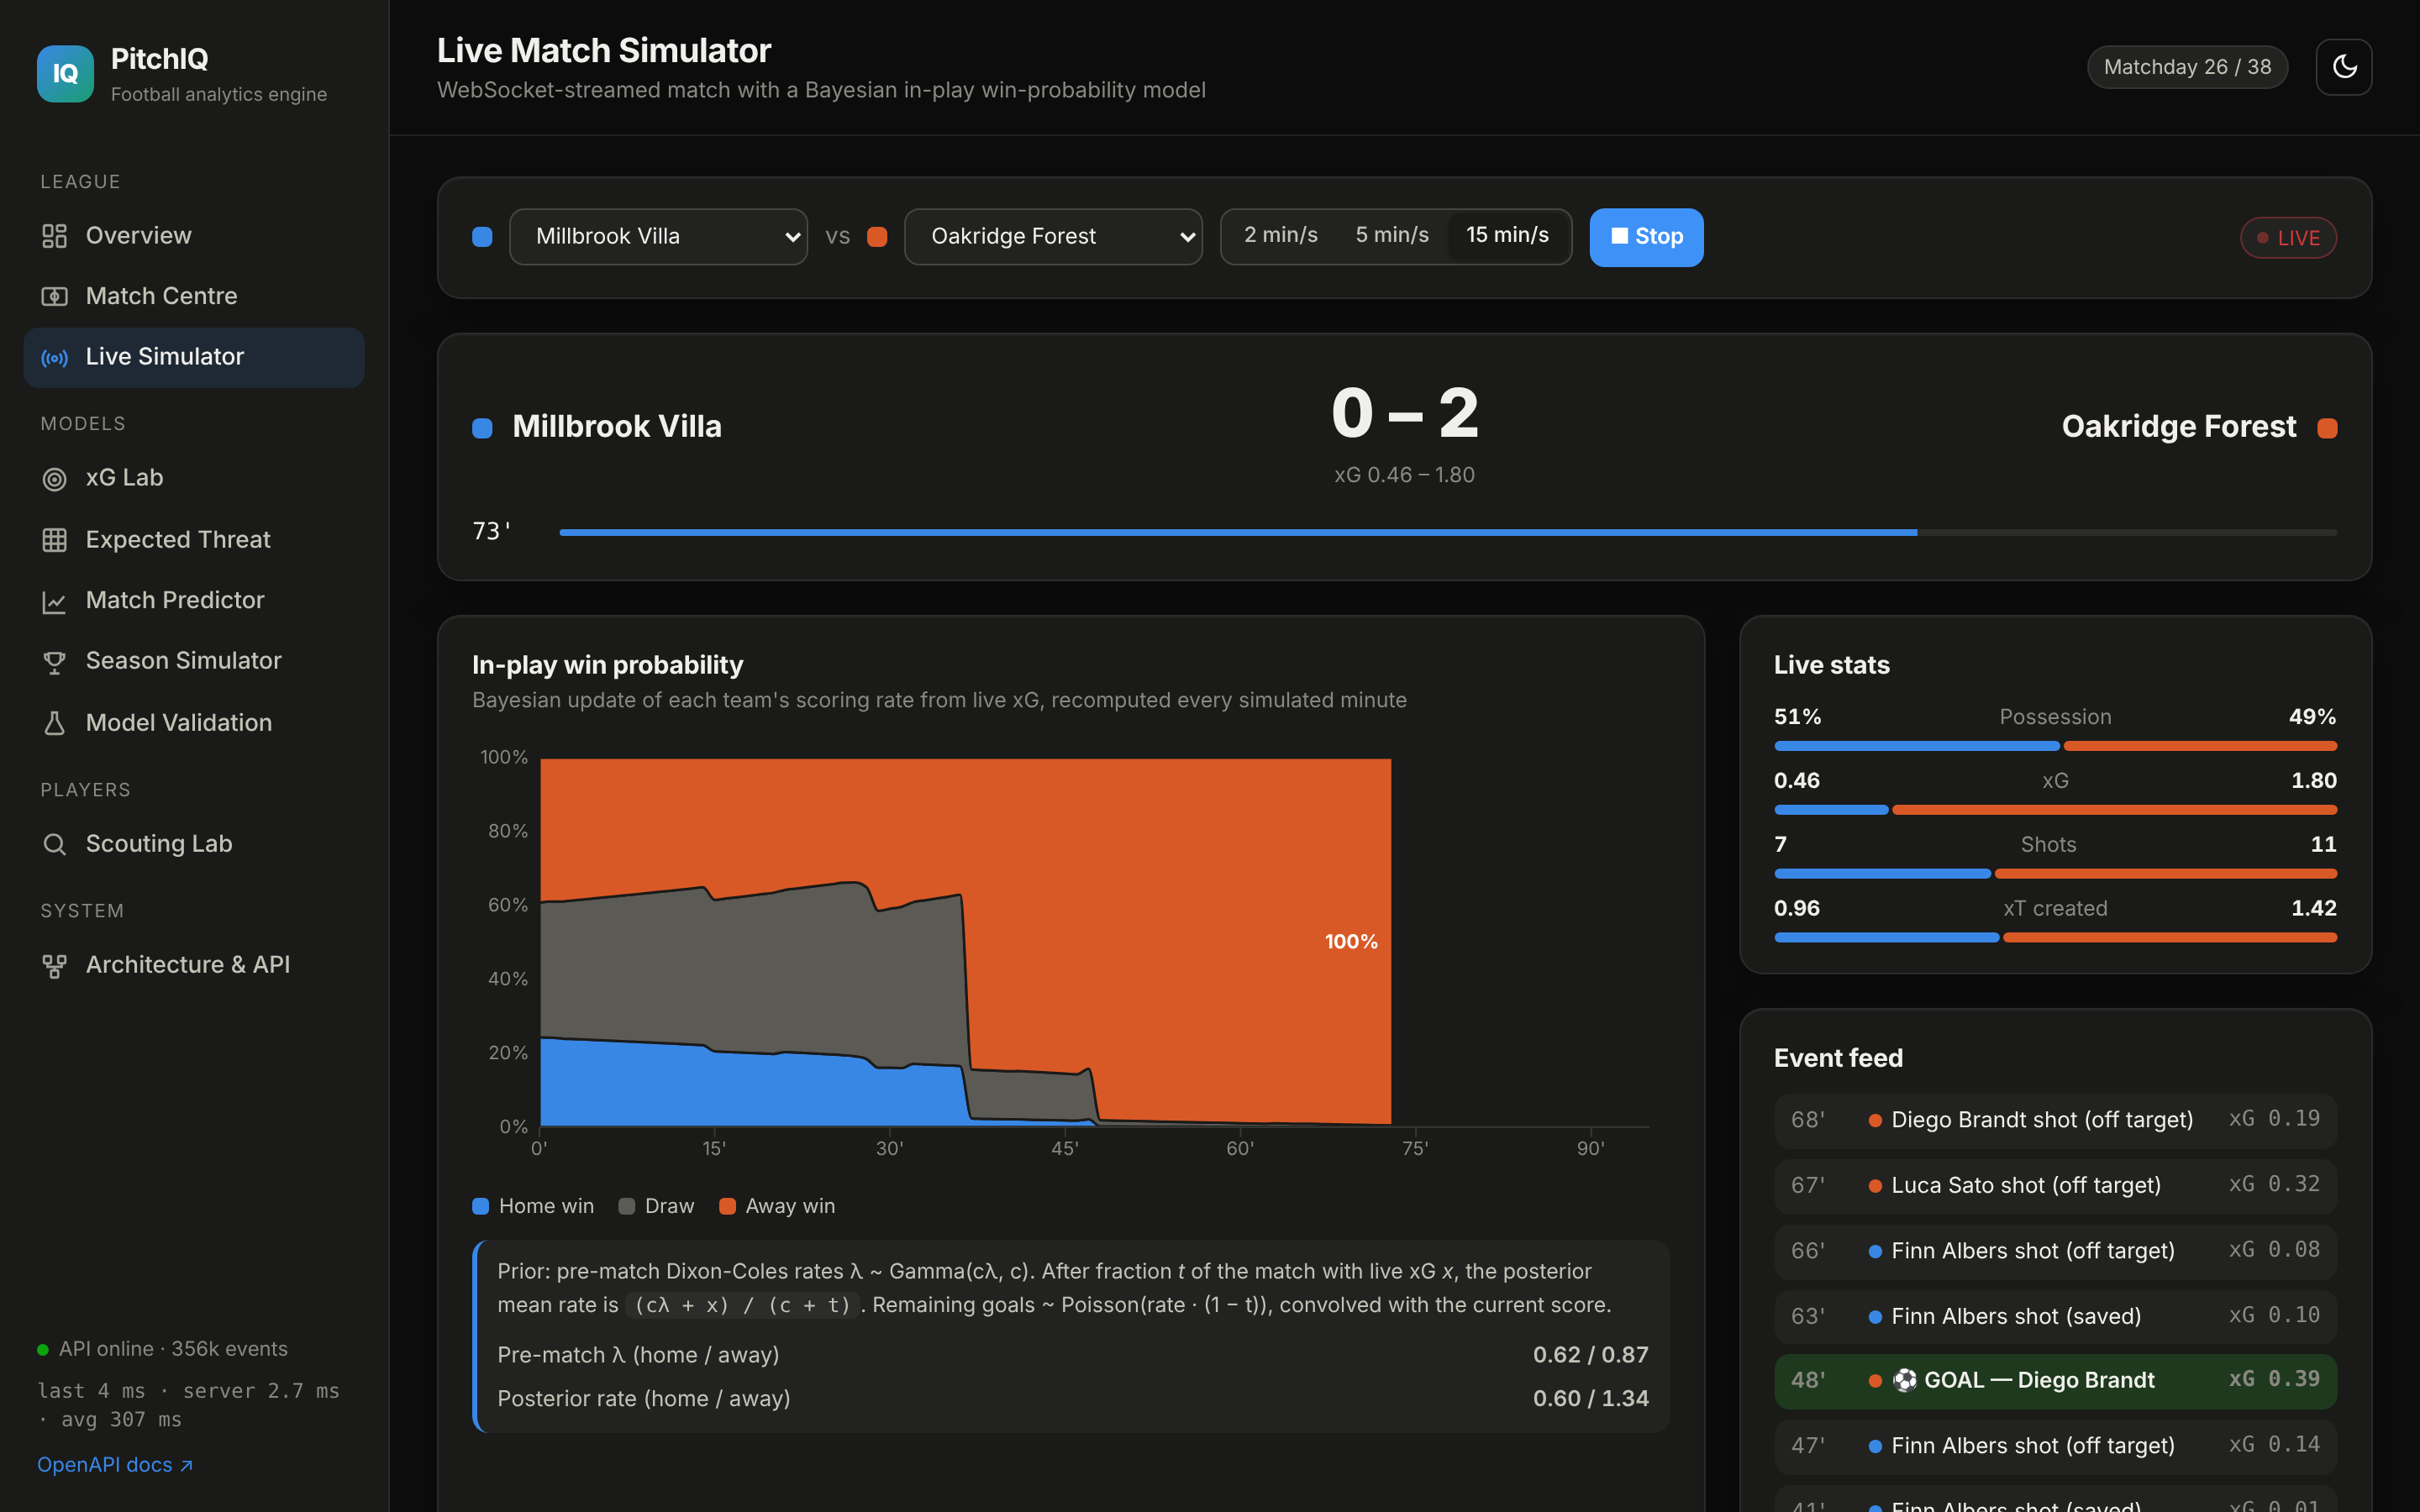 IQ
PitchIQ
Football analytics engine
LEAGUE
Overview
Match Centre
Live Simulator
MODELS
xG Lab
Expected Threat
Match Predictor
Season Simulator
Model Validation
PLAYERS
Scouting Lab
SYSTEM
Architecture & API
API online · 356k events
last 4 ms · server 2.7 ms
· avg 307 ms
OpenAPI docs ↗
Live Match Simulator
WebSocket-streamed match with a Bayesian in-play win-probability model
Matchday 26 / 38
Millbrook Villa
vs
Oakridge Forest
2 min/s
5 min/s
15 min/s
Stop
LIVE
Millbrook Villa
0 – 2
Oakridge Forest
xG 0.46 – 1.80
73'
In-play win probability
Bayesian update of each team's scoring rate from live xG, recomputed every simulated minute
100%
80%
60%
40%
20%
0%
100%
0' 15' 30' 45' 60' 75' 90'
Home win Draw Away win
Prior: pre-match Dixon-Coles rates λ ~ Gamma(cλ, c). After fraction t of the match with live xG x, the posterior
mean rate is (cλ + x) / (c + t). Remaining goals ~ Poisson(rate · (1 − t)), convolved with the current score.
Pre-match λ (home / away) 0.62 / 0.87
Posterior rate (home / away) 0.60 / 1.34
Live stats
51% Possession 49%
0.46 xG 1.80
7 Shots 11
0.96 xT created 1.42
Event feed
68' Diego Brandt shot (off target) xG 0.19
67' Luca Sato shot (off target) xG 0.32
66' Finn Albers shot (off target) xG 0.08
63' Finn Albers shot (saved) xG 0.10
48' ⚽ GOAL — Diego Brandt xG 0.39
47' Finn Albers shot (off target) xG 0.14
41' Finn Albers shot (saved) xG 0.01